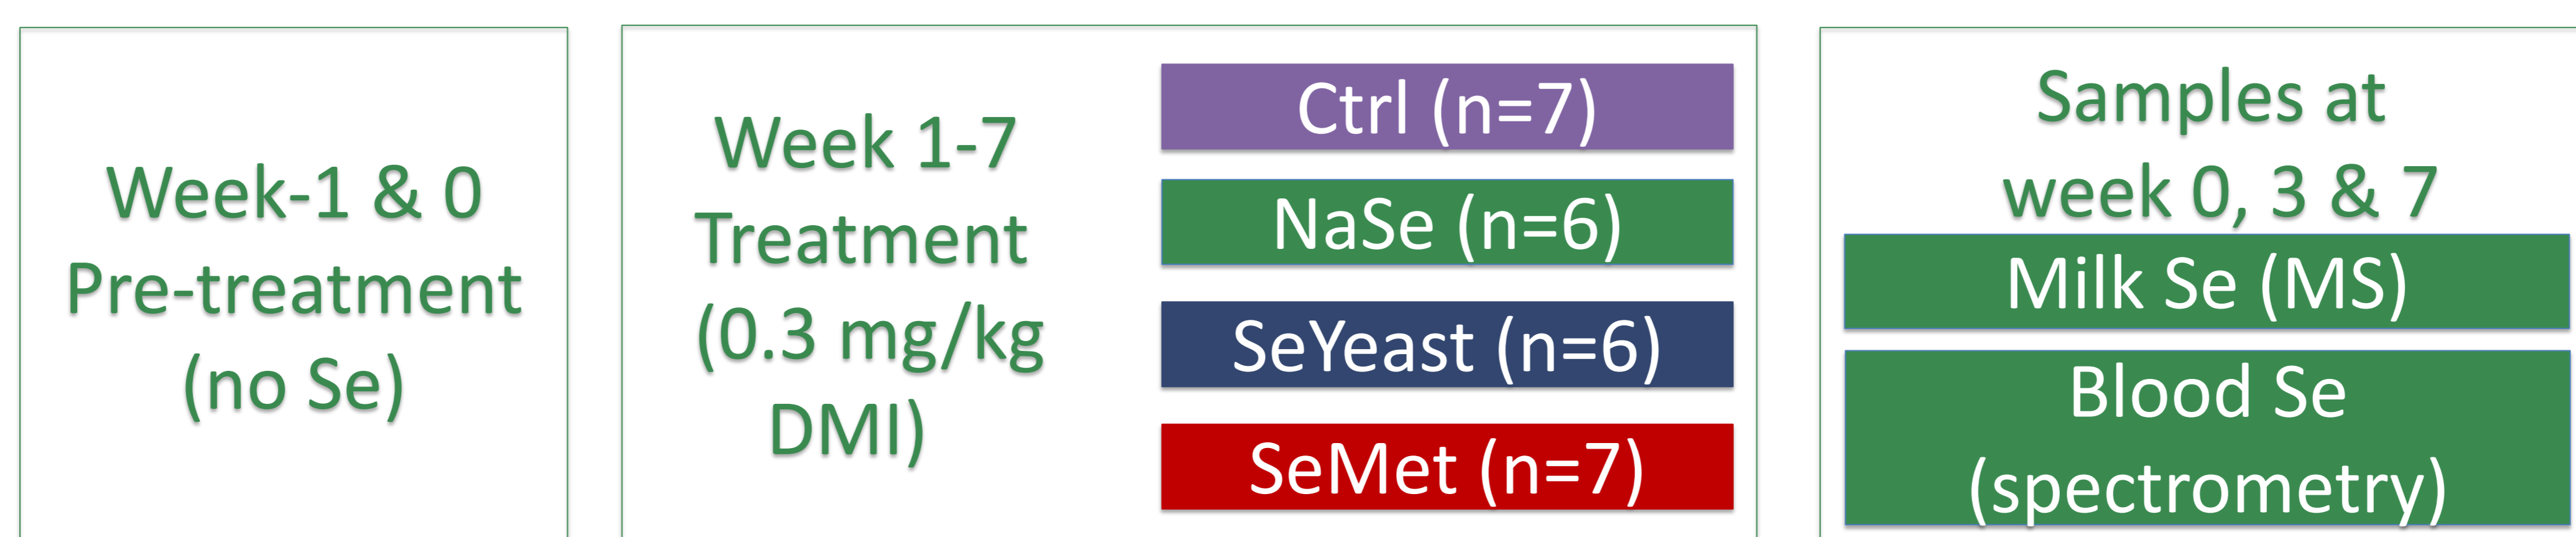 Week-1 & 0
Pre-treatment
(no Se)
Week 1-7
Treatment
(0.3 mg/kg
DMI)
Ctrl (n=7)
NaSe (n=6)
SeYeast (n=6)
SeMet (n=7)
Samples at
week 0, 3 & 7
Milk Se (MS)
Blood Se
(spectrometry)